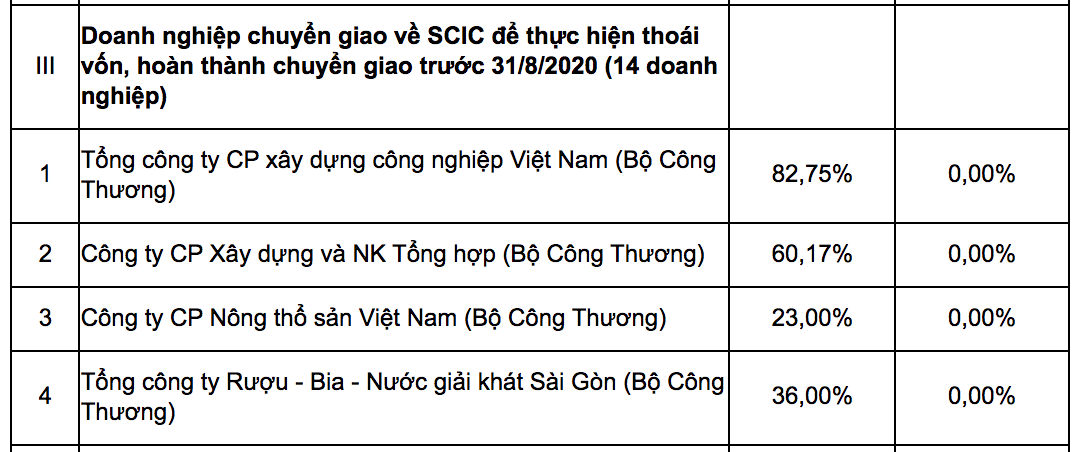 III
Doanh nghiệp chuyển giao về SCIC để thực hiện thoái
vốn, hoàn thành chuyển giao trước 31/8/2020 (14 doanh
nghiệp)
1
Tổng công ty CP xây dựng công nghiệp Việt Nam (Bộ Công
Thương)
82,75%
0,00%
2
Công ty CP Xây dựng và NK Tổng hợp (Bộ Công Thương)
60,17%
0,00%
3
Công ty CP Nông thổ sản Việt Nam (Bộ Công Thương)
23,00%
0,00%
4
Tổng công ty Rượu - Bia - Nước giải khát Sài Gòn (Bộ Công
Thương)
36,00%
0,00%